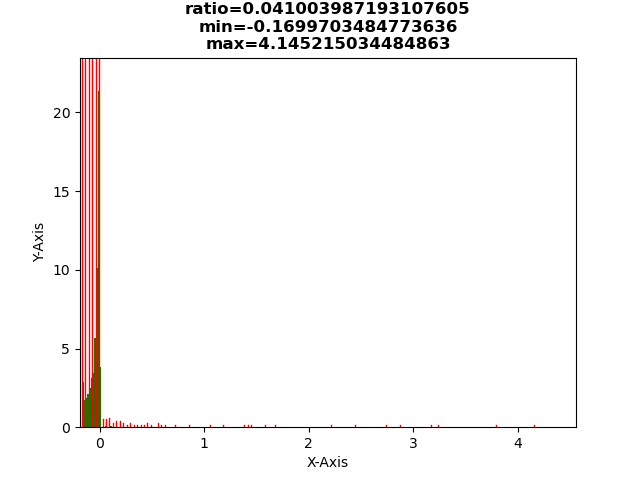 ratio=0.041003987193107605
min=-0.1699703484773636
max=4.145215034484863
20
15
10
5
0
Y-Axis
0 1 2 3 4
X-Axis